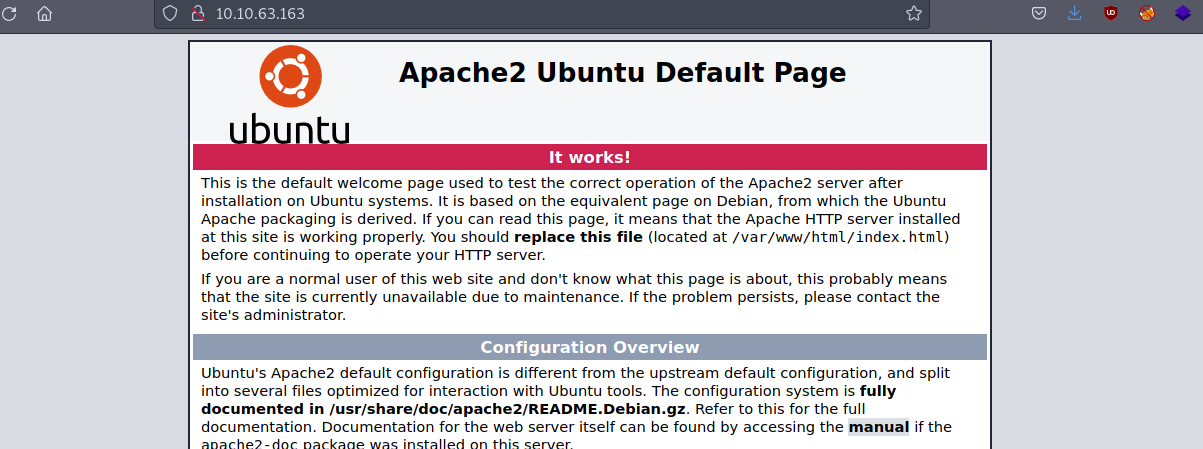 10.10.63.163
ubuntu
Apache2 Ubuntu Default Page
It works!
This is the default welcome page used to test the correct operation of the Apache2 server after
installation on Ubuntu systems. It is based on the equivalent page on Debian, from which the Ubuntu
Apache packaging is derived. If you can read this page, it means that the Apache HTTP server installed
at this site is working properly. You should replace this file (located at /var/www/html/index.html)
before continuing to operate your HTTP server.
If you are a normal user of this web site and don't know what this page is about, this probably means
that the site is currently unavailable due to maintenance. If the problem persists, please contact the
site's administrator.
Configuration Overview
Ubuntu's Apache2 default configuration is different from the upstream default configuration, and split
into several files optimized for interaction with Ubuntu tools. The configuration system is fully
documented in /usr/share/doc/apache2/README.Debian.gz. Refer to this for the full
documentation. Documentation for the web server itself can be found by accessing the manual if the
apache2-doc package was installed on this server.